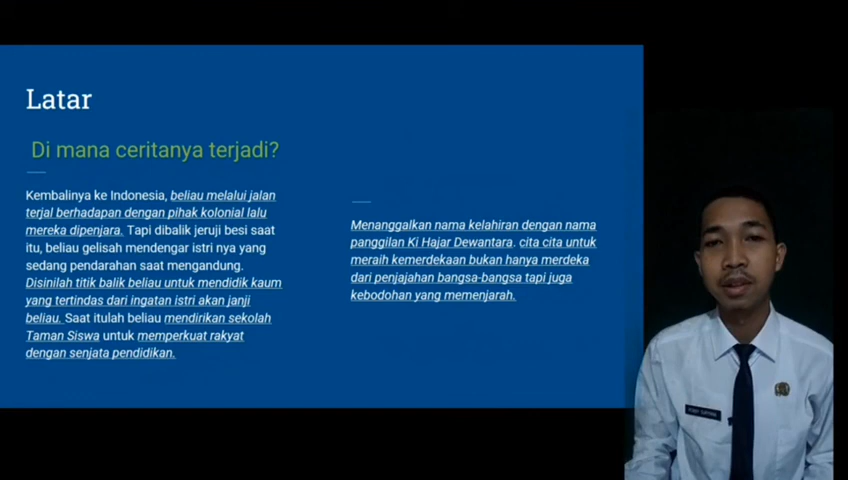 Latar
Di mana ceritanya terjadi?
Kembalinya ke Indonesia, beliau melalui jalan
terjal berhadapan dengan pihak kolonial lalu
mereka dipenjara. Tapi dibalik jeruji besi saat
itu, beliau gelisah mendengar istri nya yang
sedang pendarahan saat mengandung.
Disinilah titik balik beliau untuk mendidik kaum
yang tertindas dari ingatan istri akan janji
beliau. Saat itulah beliau mendirikan sekolah
Taman Siswa untuk memperkuat rakyat
dengan senjata pendidikan.
Menanggalkan nama kelahiran dengan nama
panggilan Ki Hajar Dewantara. cita cita untuk
meraih kemerdekaan bukan hanya merdeka
dari penjajahan bangsa-bangsa tapi juga
kebodohan yang memenjarah.